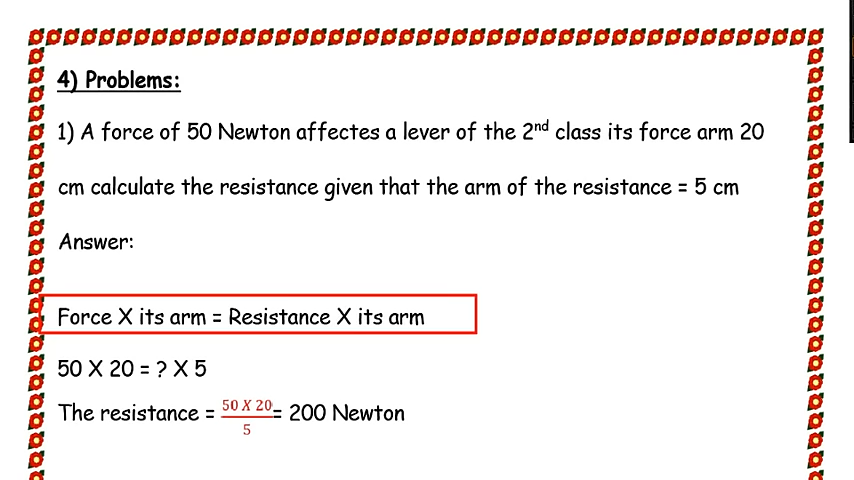 4) Problems:
1) A force of 50 Newton affectes a lever of the 2nd class its force arm 20
cm calculate the resistance given that the arm of the resistance = 5 cm
Answer:
Force X its arm = Resistance X its arm
50 X 20 = ? X 5
The resistance = 50 X 20/5 = 200 Newton